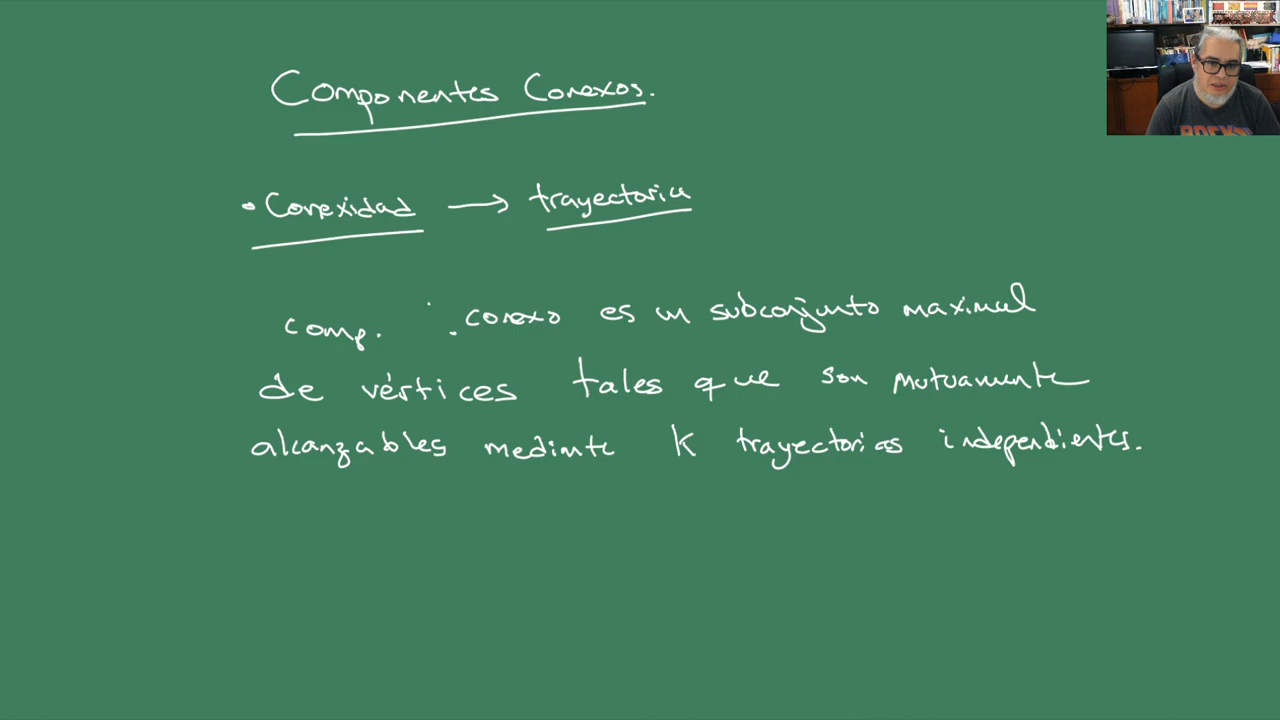 Componentes Conexos.
• Conexidad → trayectoria
comp. . conexo es un subconjunto maximal
de vértices tales que son mutuamente
alcanzables mediante k trayectorias independientes.